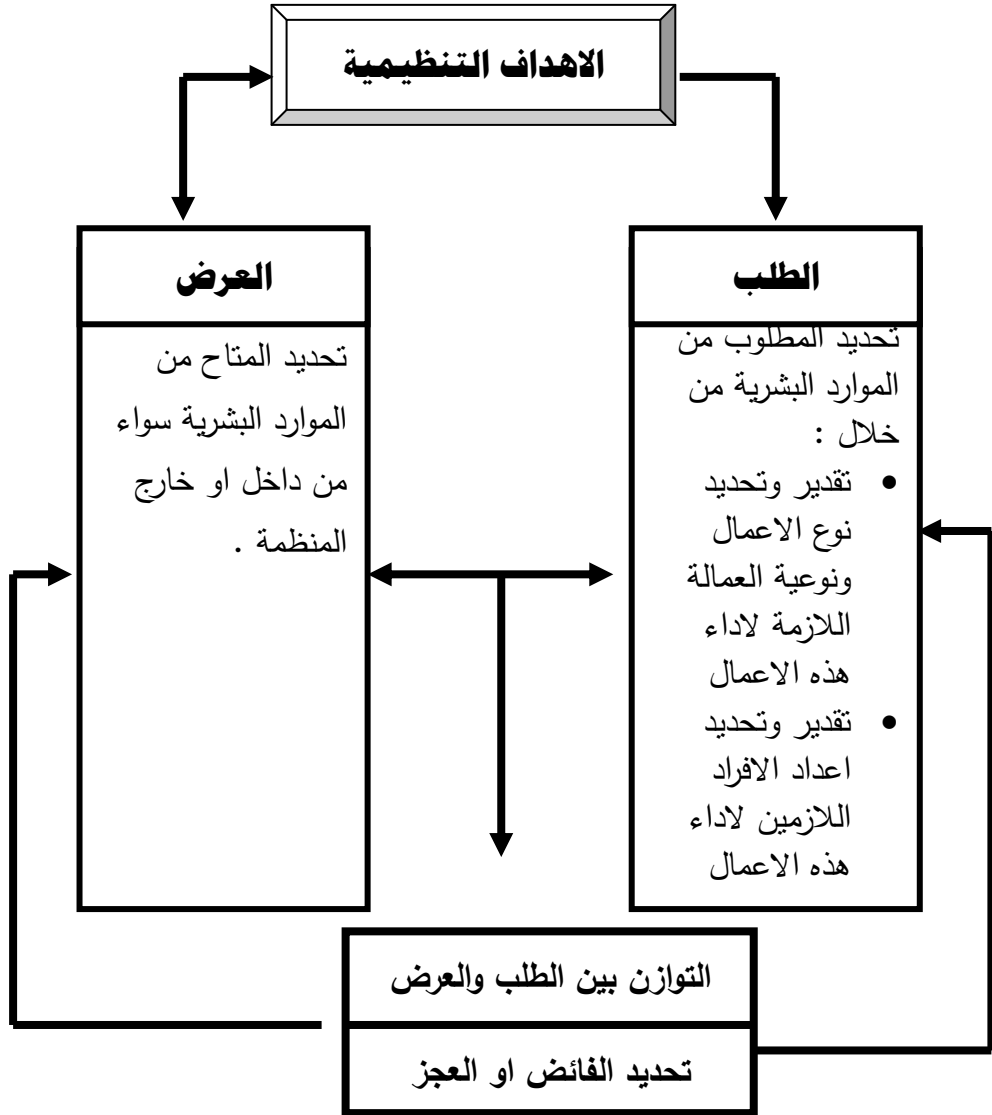 الاهداف التنظيمية
الطلب
تحديد المطلوب من
الموارد البشرية من
خلال :
• تقدير وتحديد
نوع الاعمال
ونوعية العمالة
اللازمة لاداء
هذه الاعمال
• تقدير وتحديد
اعداد الافراد
اللازمين لاداء
هذه الاعمال
العرض
تحديد المتاح من
الموارد البشرية سواء
من داخل او خارج
المنظمة .
التوازن بين الطلب والعرض
تحديد الفائض او العجز